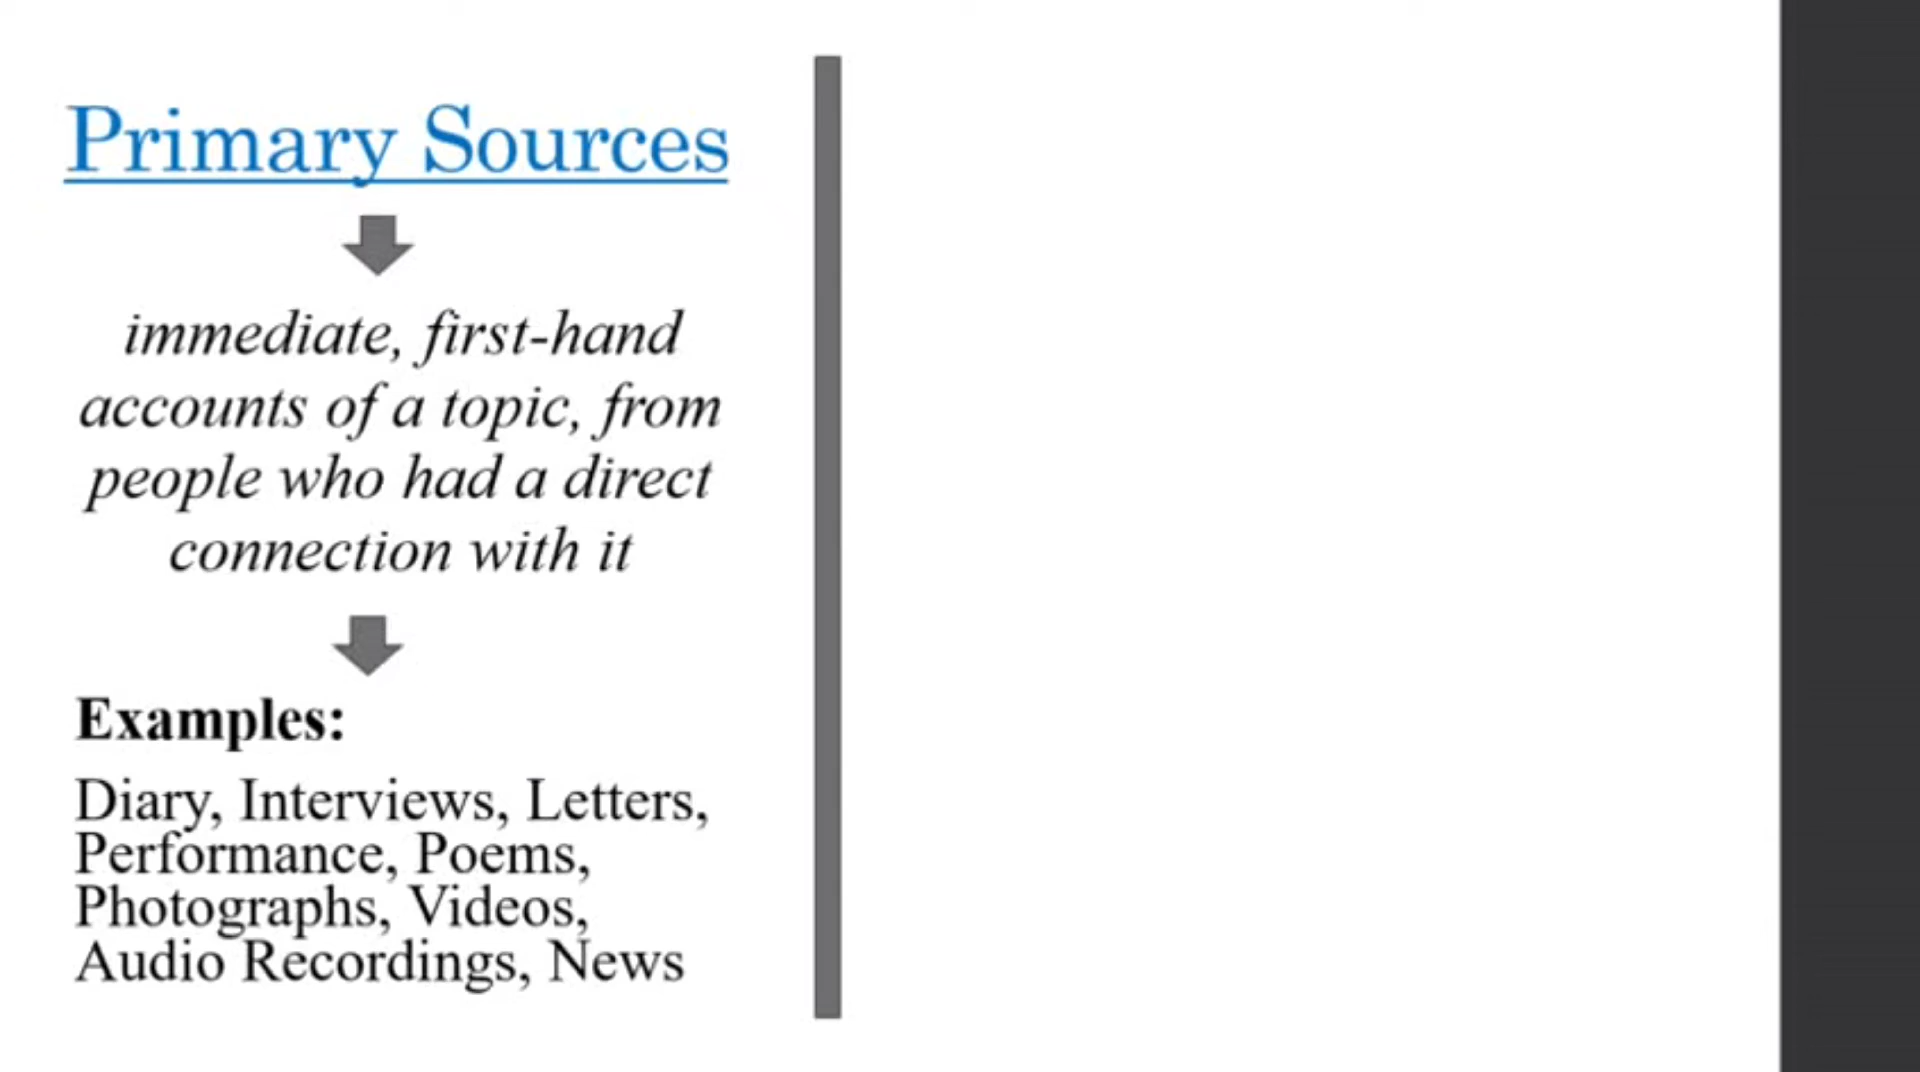 Primary Sources
immediate, first-hand
accounts of a topic, from
people who had a direct
connection with it
Examples:
Diary, Interviews, Letters,
Performance, Poems,
Photographs, Videos,
Audio Recordings, News